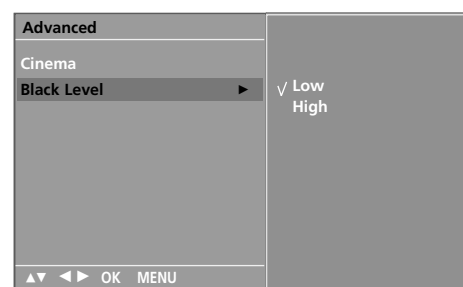 Advanced
Cinema
Black Level ►
√ Low
High
▲▼ ◄► OK MENU